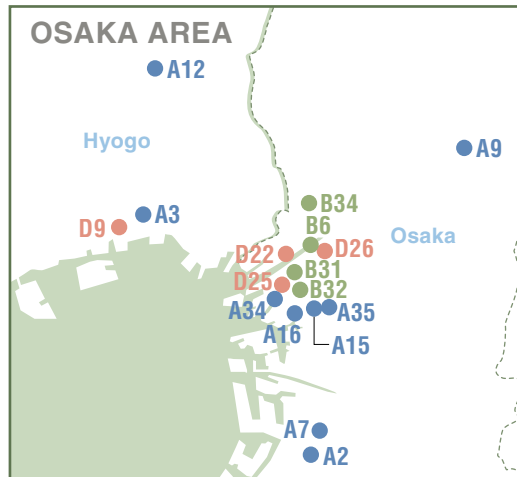 OSAKA AREA
A12
Hyogo
A9
A3
B34
D9
B6
Osaka
D22
D26
B31
D25
B32
A34
A35
A16
A15
A7
A2